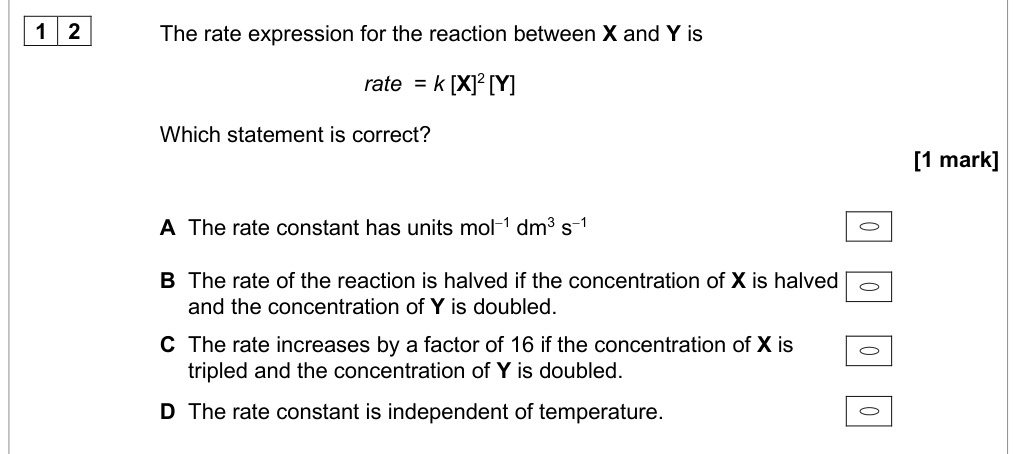 1 2 The rate expression for the reaction between X and Y is
rate = k [X]² [Y]
Which statement is correct?
[1 mark]
A The rate constant has units mol⁻¹ dm³ s⁻¹
B The rate of the reaction is halved if the concentration of X is halved
and the concentration of Y is doubled.
C The rate increases by a factor of 16 if the concentration of X is
tripled and the concentration of Y is doubled.
D The rate constant is independent of temperature.